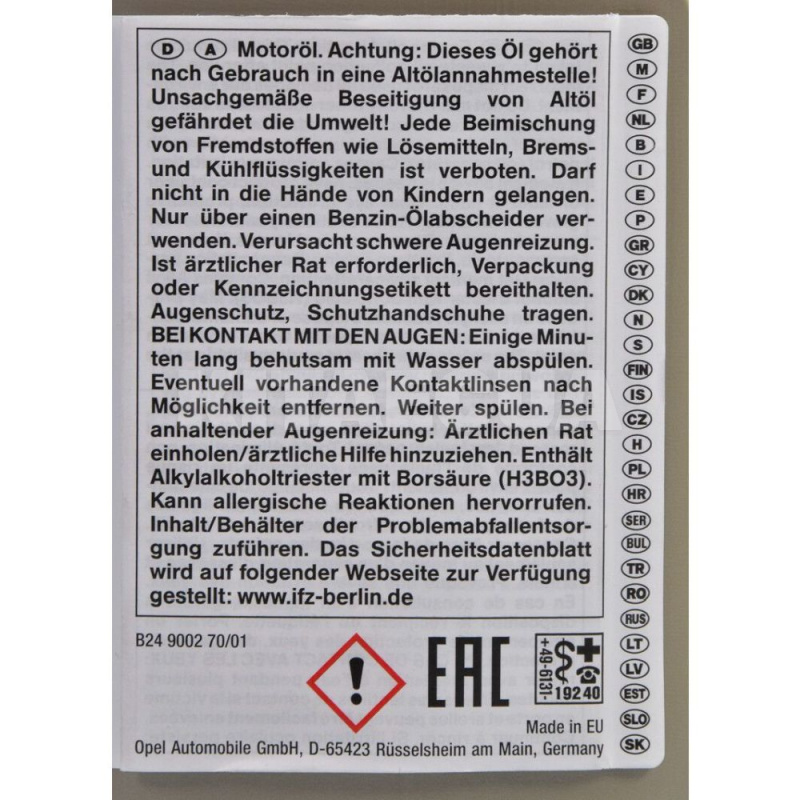 D A Motoröl. Achtung: Dieses Öl gehört
nach Gebrauch in eine Altölannahmestelle!
Unsachgemäße Beseitigung von Altöl
gefährdet die Umwelt! Jede Beimischung
von Fremdstoffen wie Lösemitteln, Brems-
und Kühlflüssigkeiten ist verboten. Darf
nicht in die Hände von Kindern gelangen.
Nur über einen Benzin-Ölabscheider ver-
wenden. Verursacht schwere Augenreizung.
Ist ärztlicher Rat erforderlich, Verpackung
oder Kennzeichnungsetikett bereithalten.
Augenschutz, Schutzhandschuhe tragen.
BEI KONTAKT MIT DEN AUGEN: Einige Minu-
ten lang behutsam mit Wasser abspülen.
Eventuell vorhandene Kontaktlinsen nach
Möglichkeit entfernen. Weiter spülen. Bei
anhaltender Augenreizung: Ärztlichen Rat
einholen/ärztliche Hilfe hinzuziehen. Enthält
Alkylalkoholtriester mit Borsäure (H3BO3).
Kann allergische Reaktionen hervorrufen.
Inhalt/Behälter der Problemabfallentsor-
gung zuführen. Das Sicherheitsdatenblatt
wird auf folgender Webseite zur Verfügung
gestellt: www.ifz-berlin.de
GB
M
F
NL
B
I
E
P
GR
CY
DK
N
S
FIN
IS
CZ
H
PL
HR
SER
BUL
TR
RO
RUS
LT
LV
EST
SLO
SK
B24 9002 70/01
EAC
+49-6131-
19240
Made in EU
Opel Automobile GmbH, D-65423 Rüsselsheim am Main, Germany